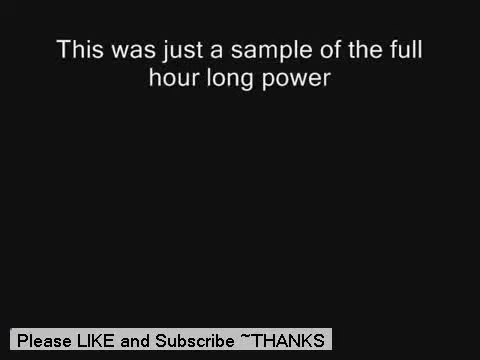 This was just a sample of the full
hour long power
Please LIKE and Subscribe ~THANKS